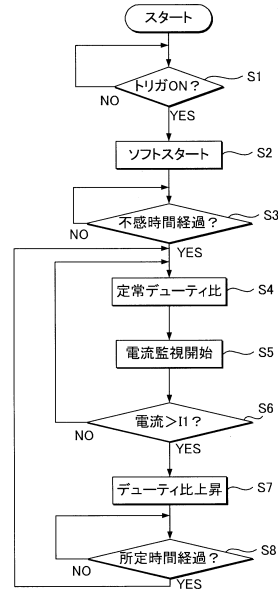 スタート
トリガON？
S1
NO
YES
ソフトスタート
S2
不感時間経過？
S3
NO
YES
定常デューティ比
S4
電流監視開始
S5
電流>I1？
S6
NO
YES
デューティ比上昇
S7
所定時間経過？
S8
NO
YES